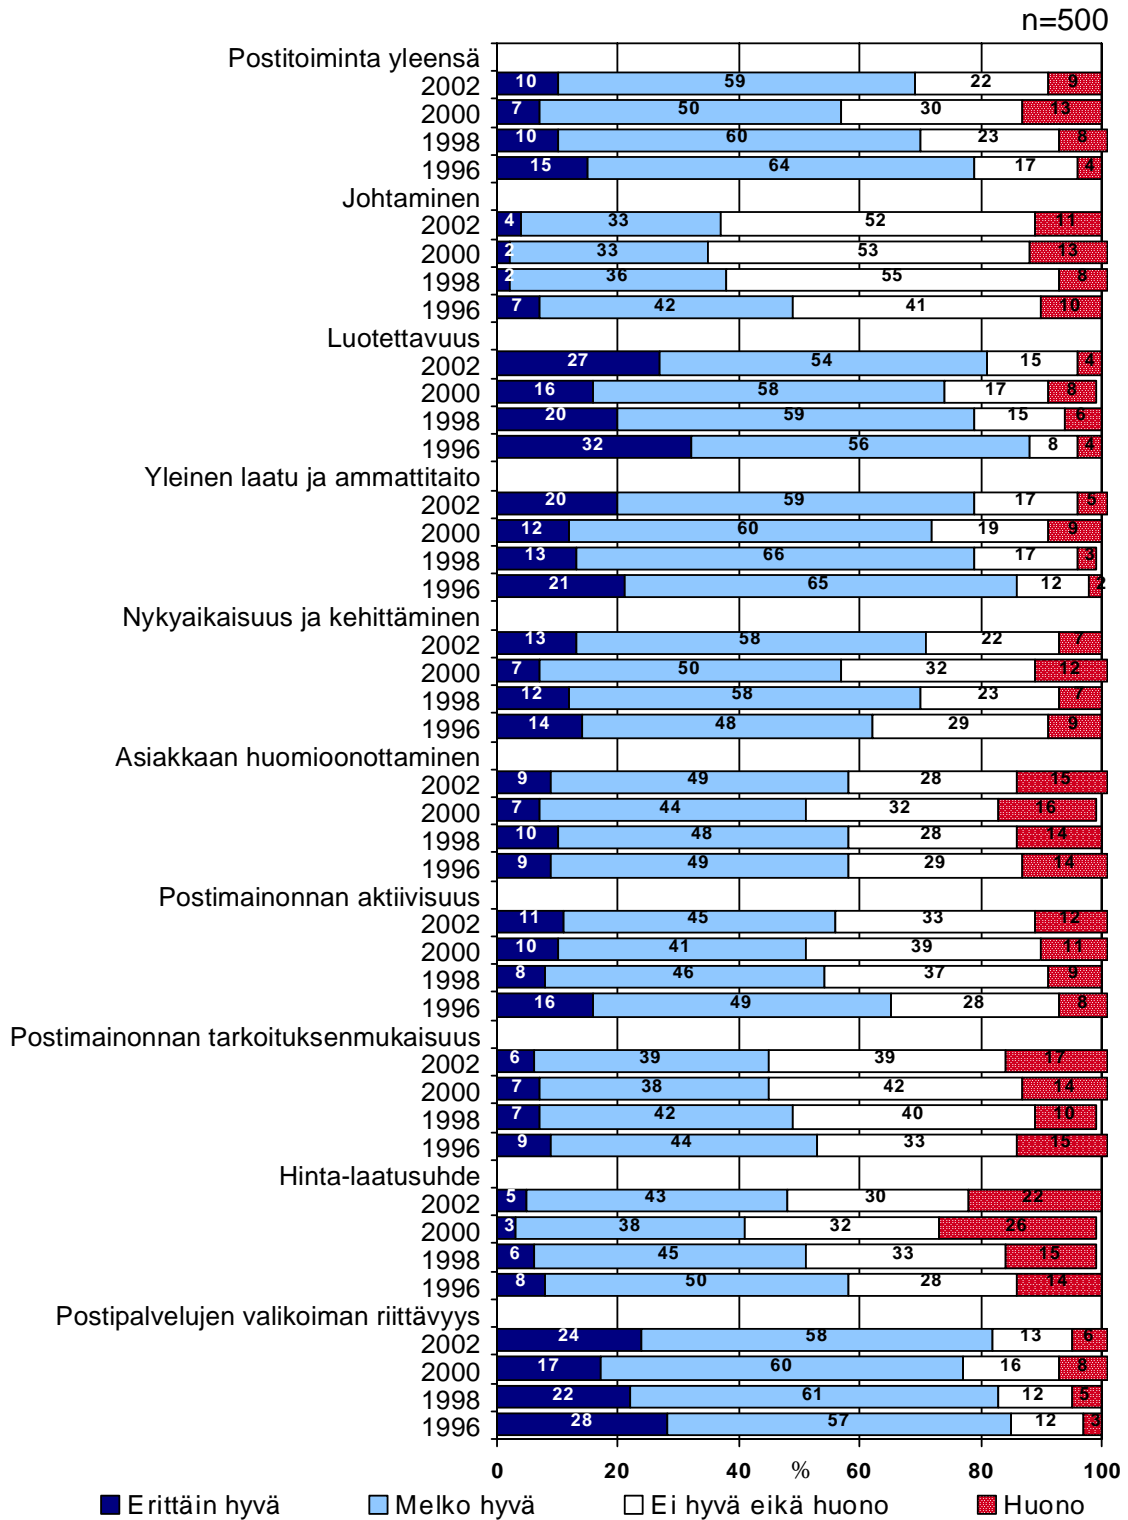 n=500
Postitoiminta yleensä
2002 10 59 22 9
2000 7 50 30 13
1998 10 60 23 8
1996 15 64 17 4
Johtaminen
2002 4 33 52 11
2000 2 33 53 13
1998 2 36 55 8
1996 7 42 41 10
Luotettavuus
2002 27 54 15 4
2000 16 58 17 8
1998 20 59 15 6
1996 32 56 8 4
Yleinen laatu ja ammattitaito
2002 20 59 17 5
2000 12 60 19 9
1998 13 66 17 3
1996 21 65 12 2
Nykyaikaisuus ja kehittäminen
2002 13 58 22 7
2000 7 50 32 12
1998 12 58 23 7
1996 14 48 29 9
Asiakkaan huomioonottaminen
2002 9 49 28 15
2000 7 44 32 16
1998 10 48 28 14
1996 9 49 29 14
Postimainonnan aktiivisuus
2002 11 45 33 12
2000 10 41 39 11
1998 8 46 37 9
1996 16 49 28 8
Postimainonnan tarkoituksenmukaisuus
2002 6 39 39 17
2000 7 38 42 14
1998 7 42 40 10
1996 9 44 33 15
Hinta-laatusuhde
2002 5 43 30 22
2000 3 38 32 26
1998 6 45 33 15
1996 8 50 28 14
Postipalvelujen valikoiman riittävyys
2002 24 58 13 6
2000 17 60 16 8
1998 22 61 12 5
1996 28 57 12 3
0 20 40 % 60 80 100
Erittäin hyvä Melko hyvä Ei hyvä eikä huono Huono